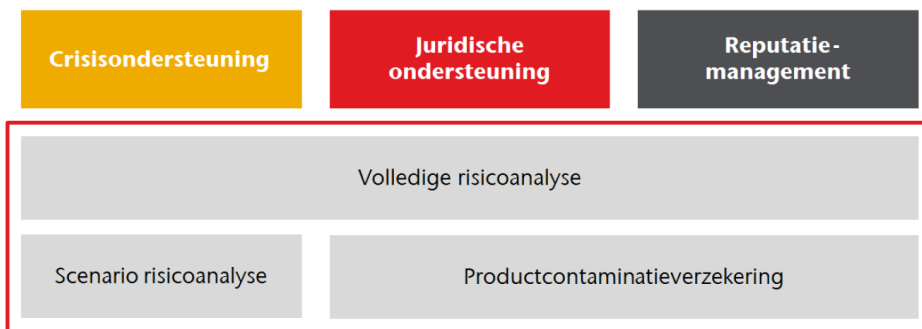 Crisisondersteuning
Juridische
ondersteuning
Reputatie-
management
Volledige risicoanalyse
Scenario risicoanalyse
Productcontaminatieverzekering